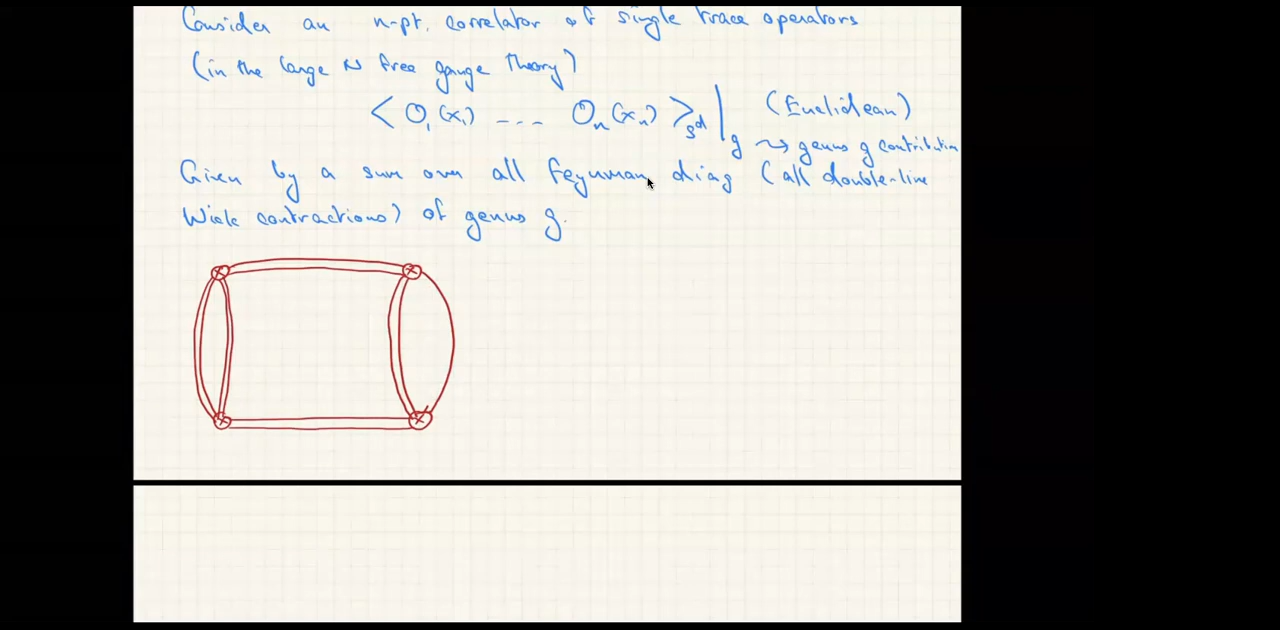 Consider an n-pt. correlator of single trace operators
(in the large N free gauge theory)
< O₁(x₁) --- Oₙ(xₙ) >_{S^d} |_g (Euclidean)
↝ genus g contribution
Given by a sum over all Feynman diag (all double-line
Wick contractions) of genus g.